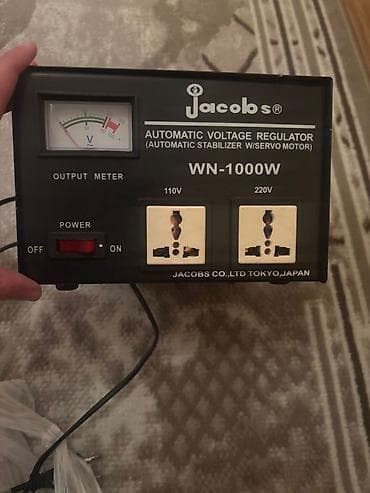 Jacobs®
AUTOMATIC VOLTAGE REGULATOR
(AUTOMATIC STABILIZER W/SERVO MOTOR)
WN-1000W
V
OUTPUT METER
110V 220V
POWER
OFF ON
JACOBS CO.,LTD TOKYO,JAPAN